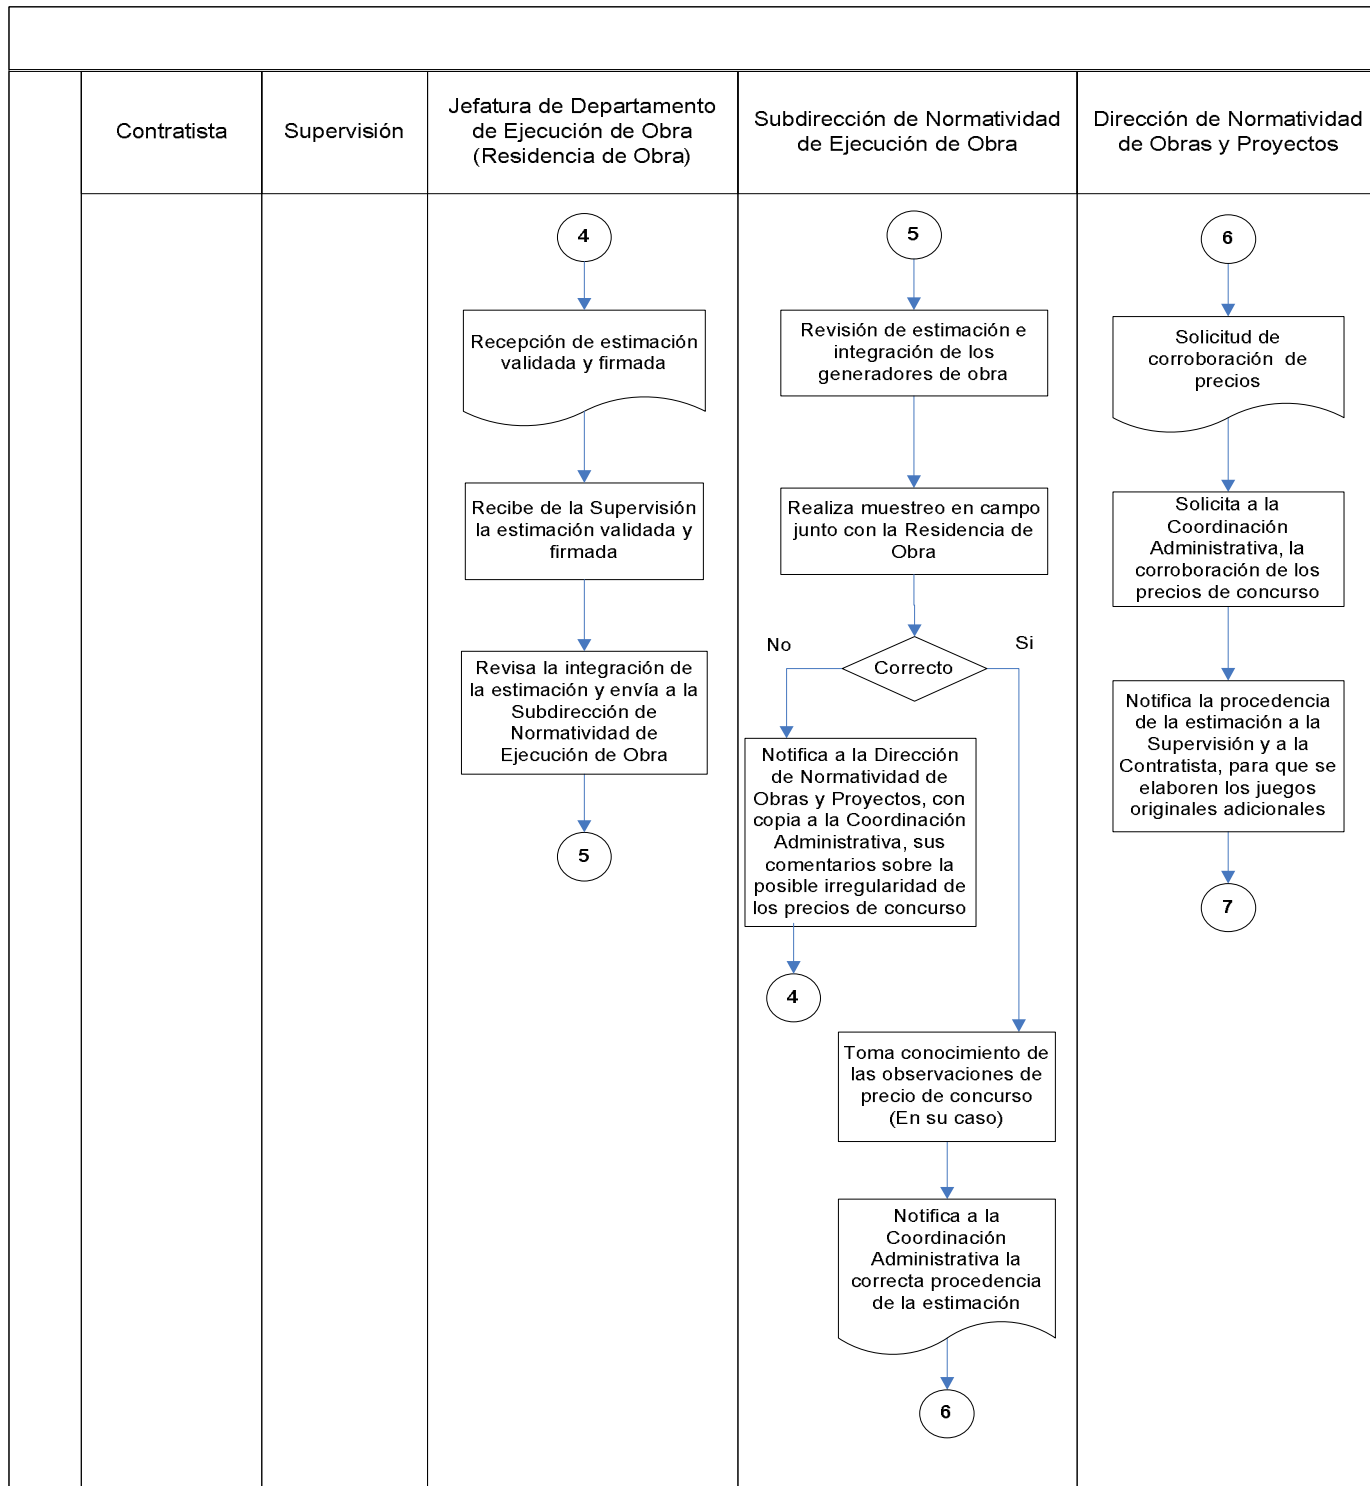 Contratista
Supervisión
Jefatura de Departamento
de Ejecución de Obra
(Residencia de Obra)
Subdirección de Normatividad
de Ejecución de Obra
Dirección de Normatividad
de Obras y Proyectos
4
Recepción de estimación
validada y firmada
Recibe de la Supervisión
la estimación validada y
firmada
Revisa la integración de
la estimación y envía a la
Subdirección de
Normatividad de
Ejecución de Obra
5
5
Revisión de estimación e
integración de los
generadores de obra
Realiza muestreo en campo
junto con la Residencia de
Obra
Correcto
No
Si
Notifica a la Dirección
de Normatividad de
Obras y Proyectos, con
copia a la Coordinación
Administrativa, sus
comentarios sobre la
posible irregularidad de
los precios de concurso
4
Toma conocimiento de
las observaciones de
precio de concurso
(En su caso)
Notifica a la
Coordinación
Administrativa la
correcta procedencia
de la estimación
6
6
Solicitud de
corroboración de
precios
Solicita a la
Coordinación
Administrativa, la
corroboración de los
precios de concurso
Notifica la procedencia
de la estimación a la
Supervisión y a la
Contratista, para que se
elaboren los juegos
originales adicionales
7